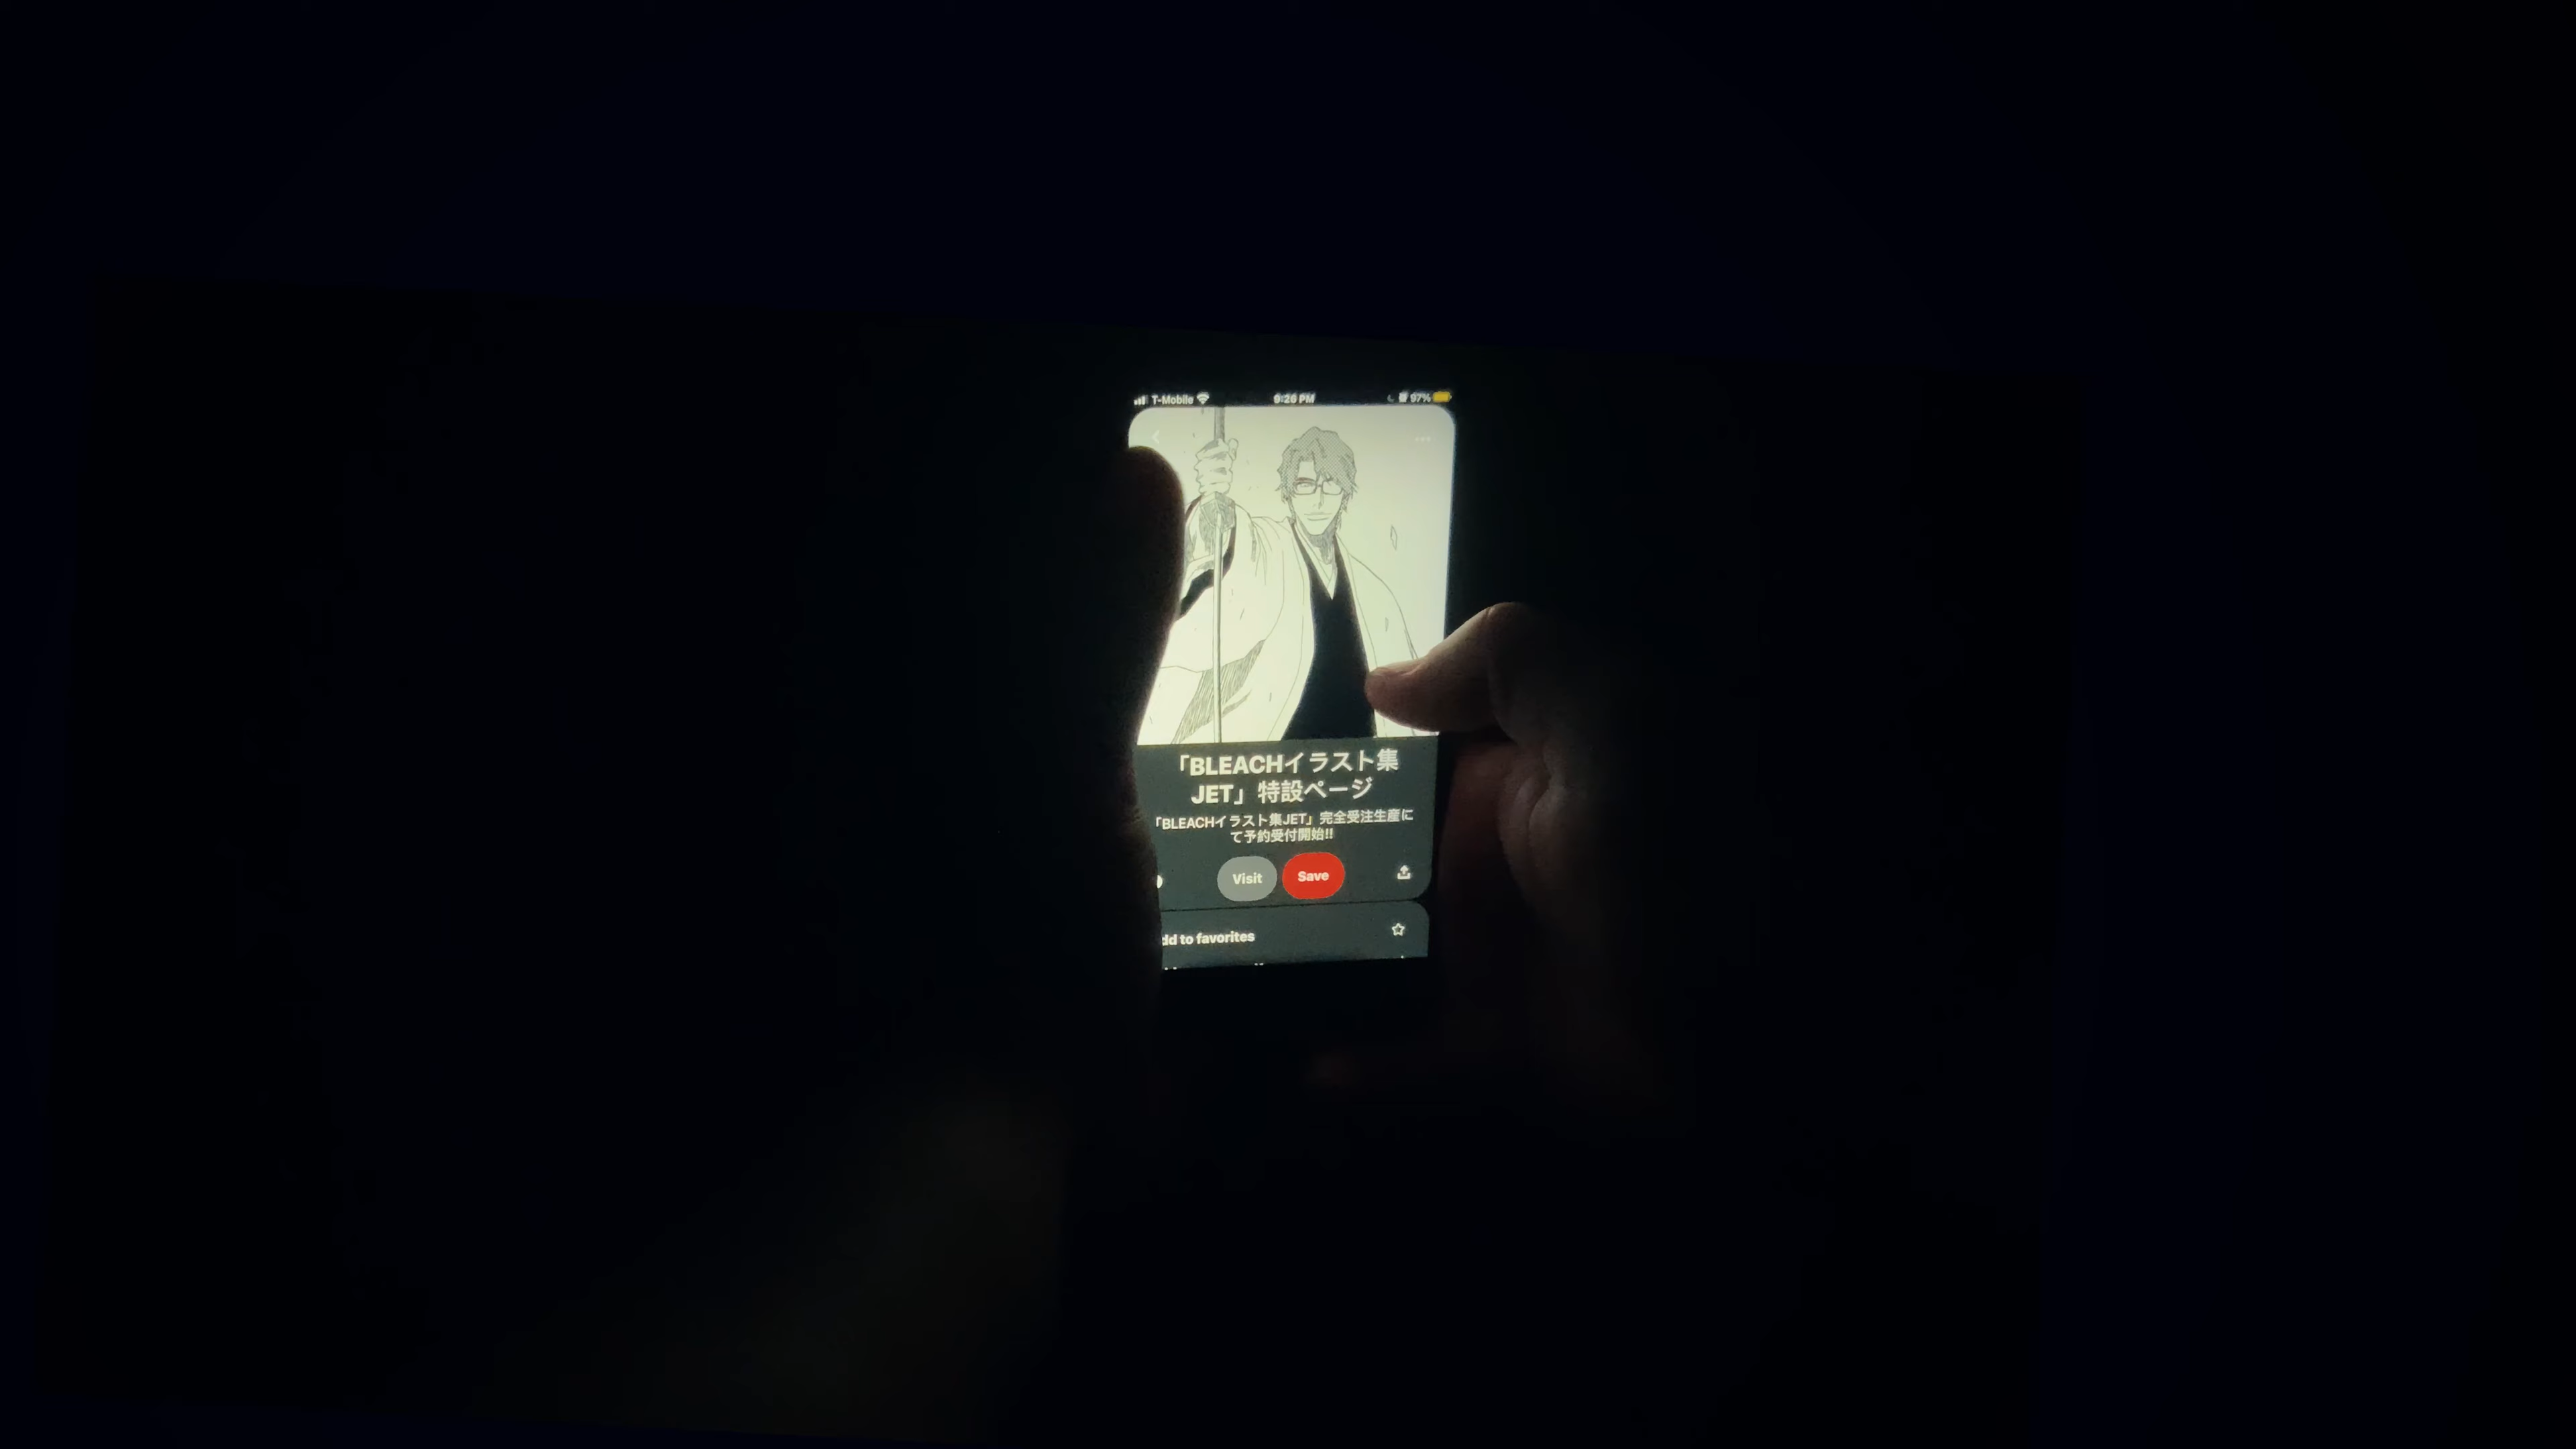 T-Mobile 9:26 PM 97%
「BLEACHイラスト集
JET」特設ページ
「BLEACHイラスト集JET」完全受注生産に
て予約受付開始!!
Visit Save
dd to favorites